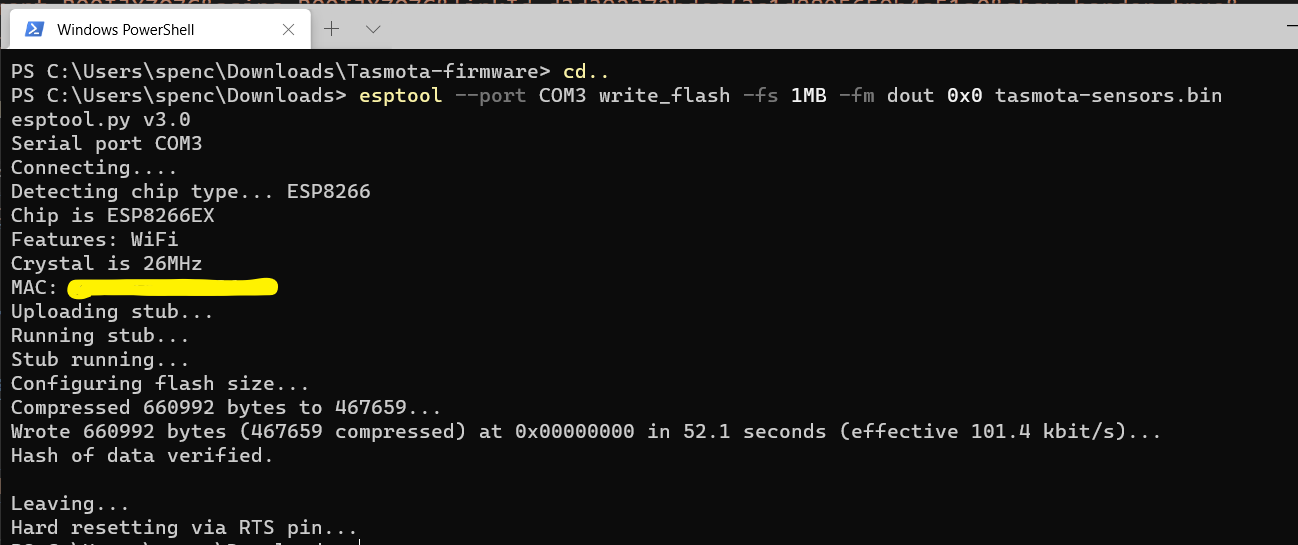 Windows PowerShell
PS C:\Users\spenc\Downloads\Tasmota-firmware> cd..
PS C:\Users\spenc\Downloads> esptool --port COM3 write_flash -fs 1MB -fm dout 0x0 tasmota-sensors.bin
esptool.py v3.0
Serial port COM3
Connecting....
Detecting chip type... ESP8266
Chip is ESP8266EX
Features: WiFi
Crystal is 26MHz
MAC:
Uploading stub...
Running stub...
Stub running...
Configuring flash size...
Compressed 660992 bytes to 467659...
Wrote 660992 bytes (467659 compressed) at 0x00000000 in 52.1 seconds (effective 101.4 kbit/s)...
Hash of data verified.
Leaving...
Hard resetting via RTS pin...